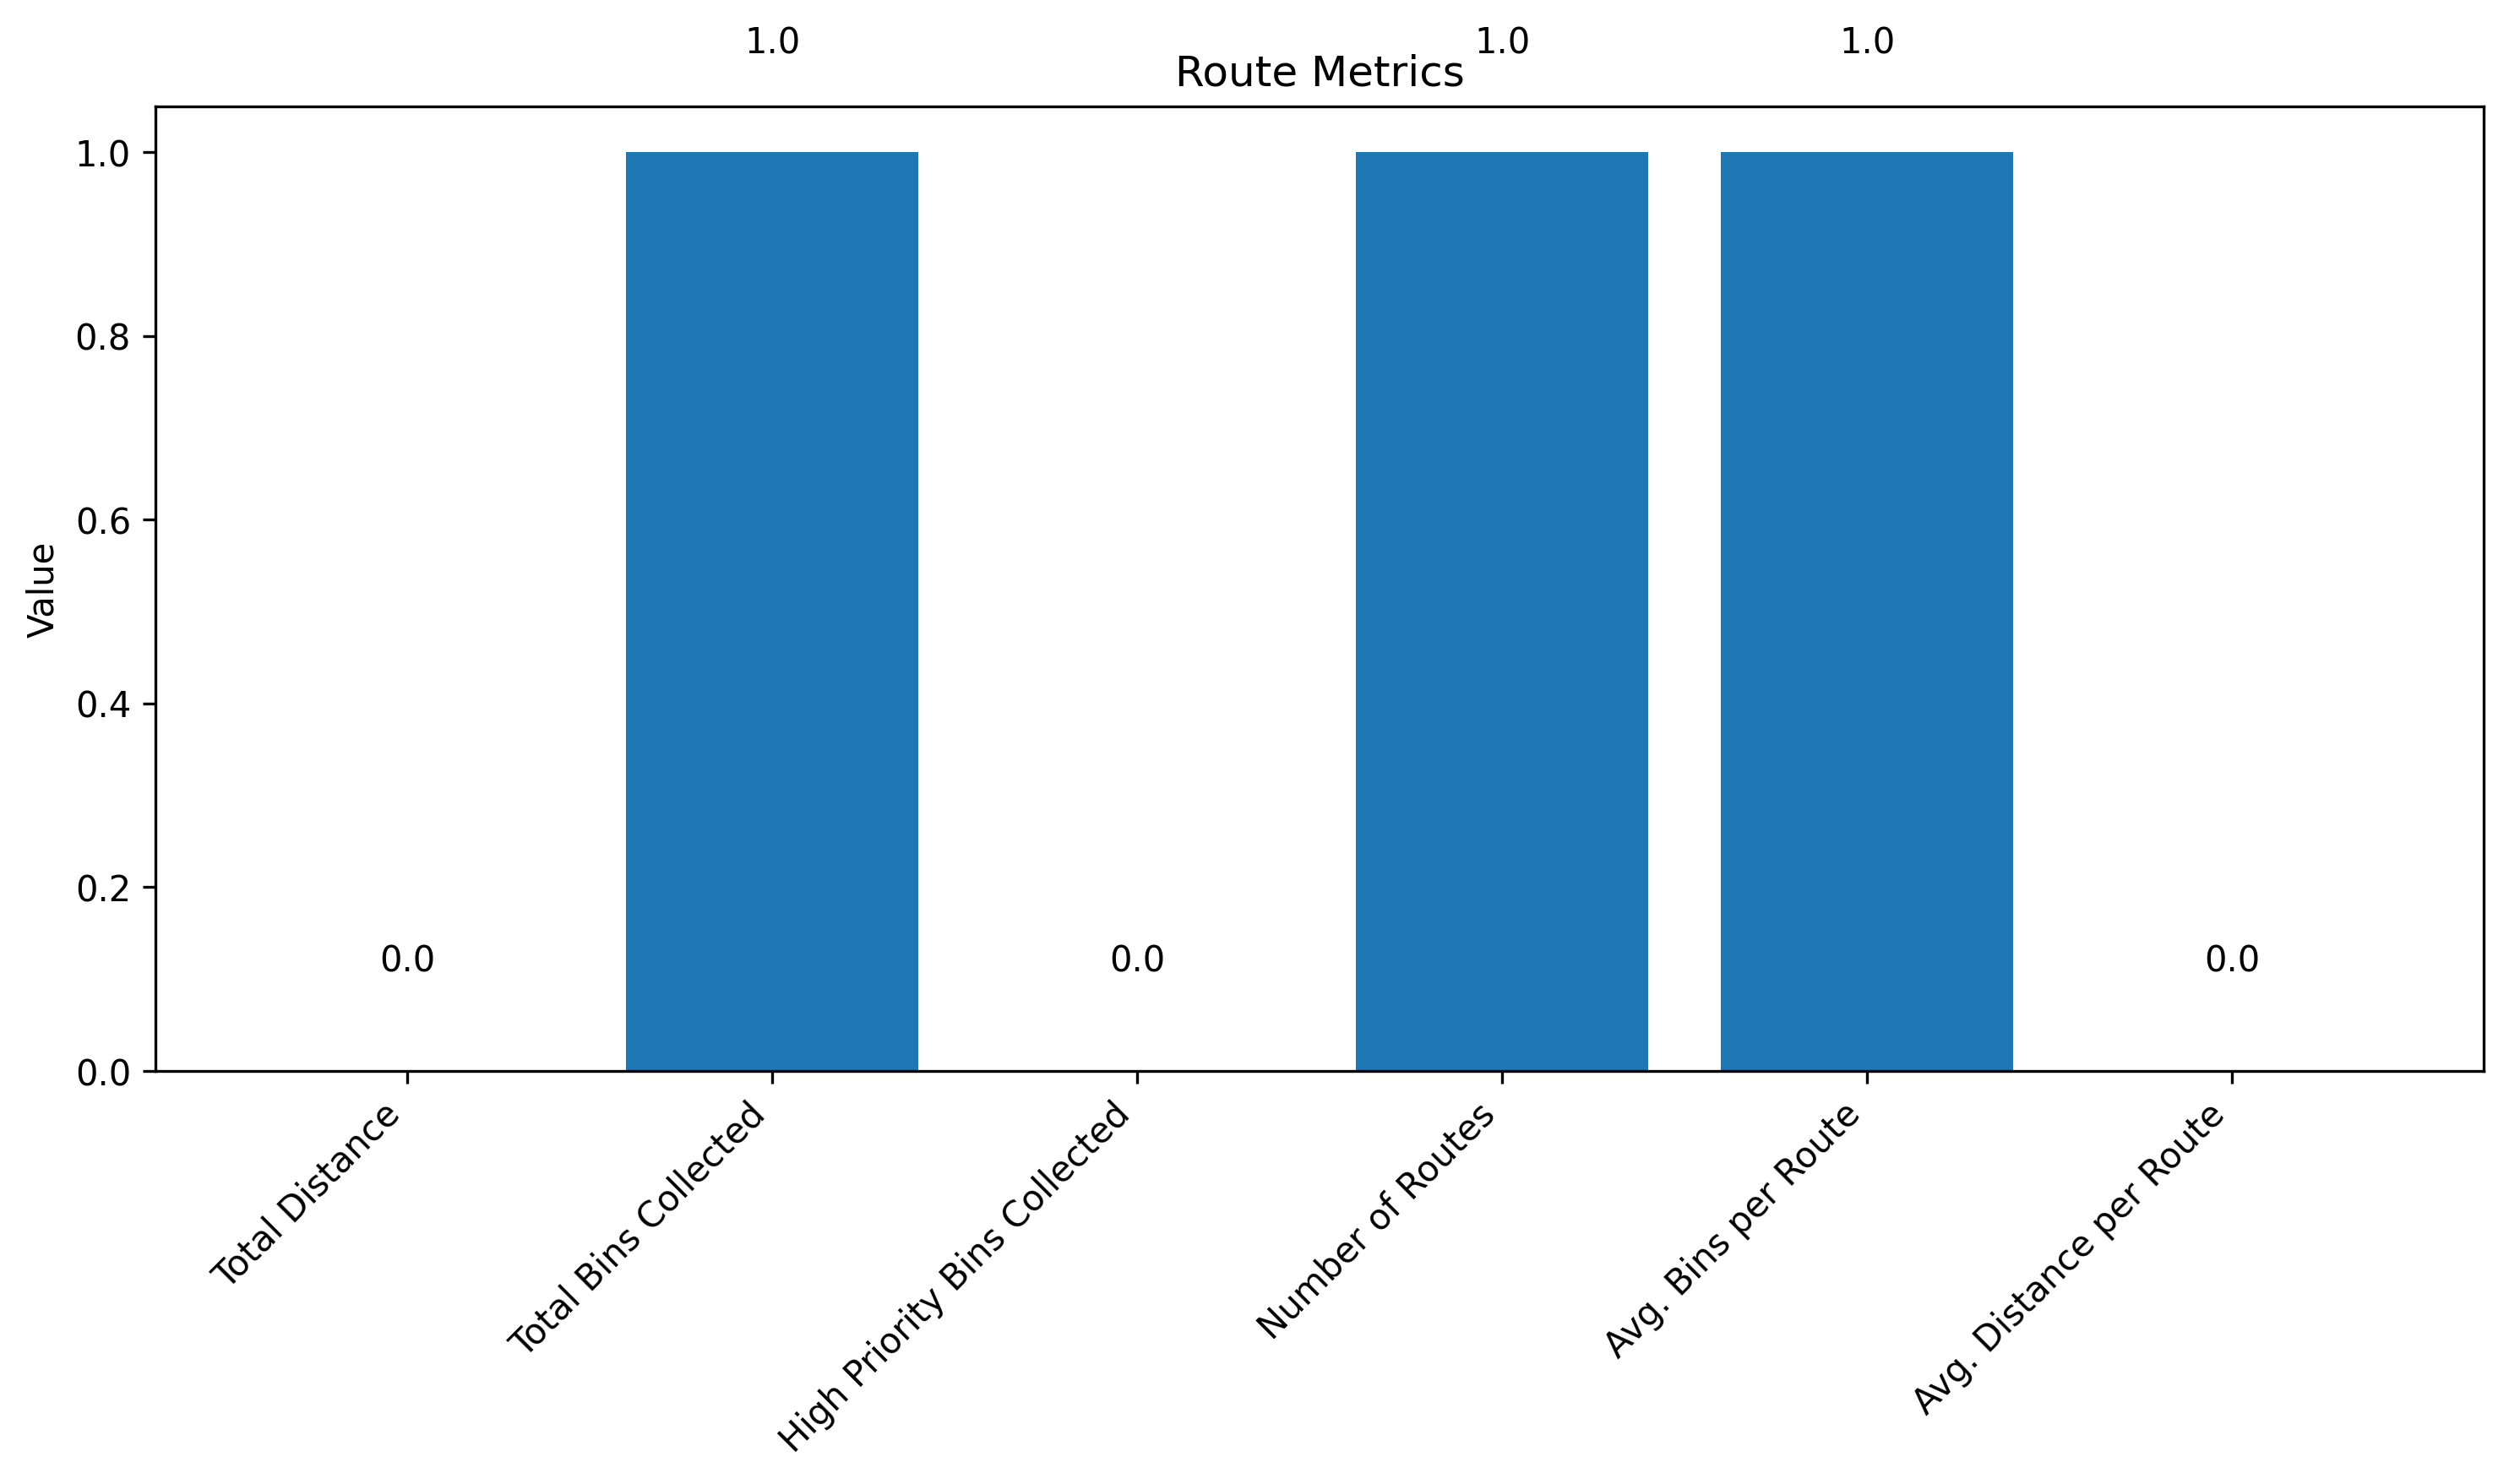 1.0 1.0 1.0
Route Metrics
1.0
0.8
0.6
0.4
0.2
0.0
Value
0.0 0.0 0.0
Total Distance
Total Bins Collected
High Priority Bins Collected
Number of Routes
Avg. Bins per Route
Avg. Distance per Route